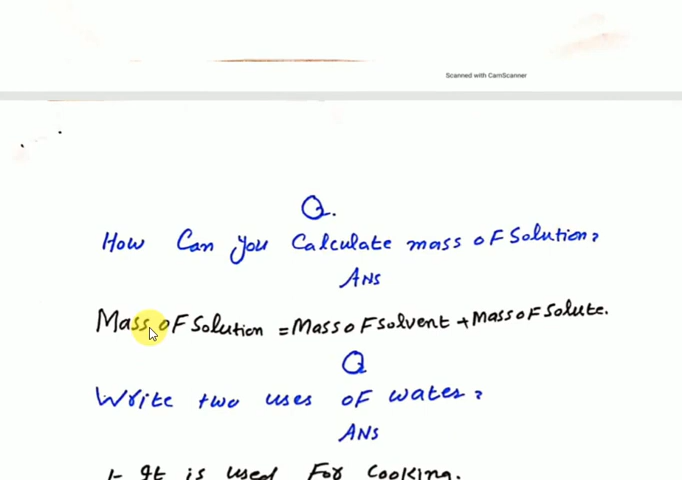 Scanned with CamScanner
Q.
How Can you Calculate mass oF Solution?
ANS
Mass oF Solution = Mass oF Solvent + Mass oF Solute.
Q
Write two uses oF water?
ANS
1- It is used For Cooking.